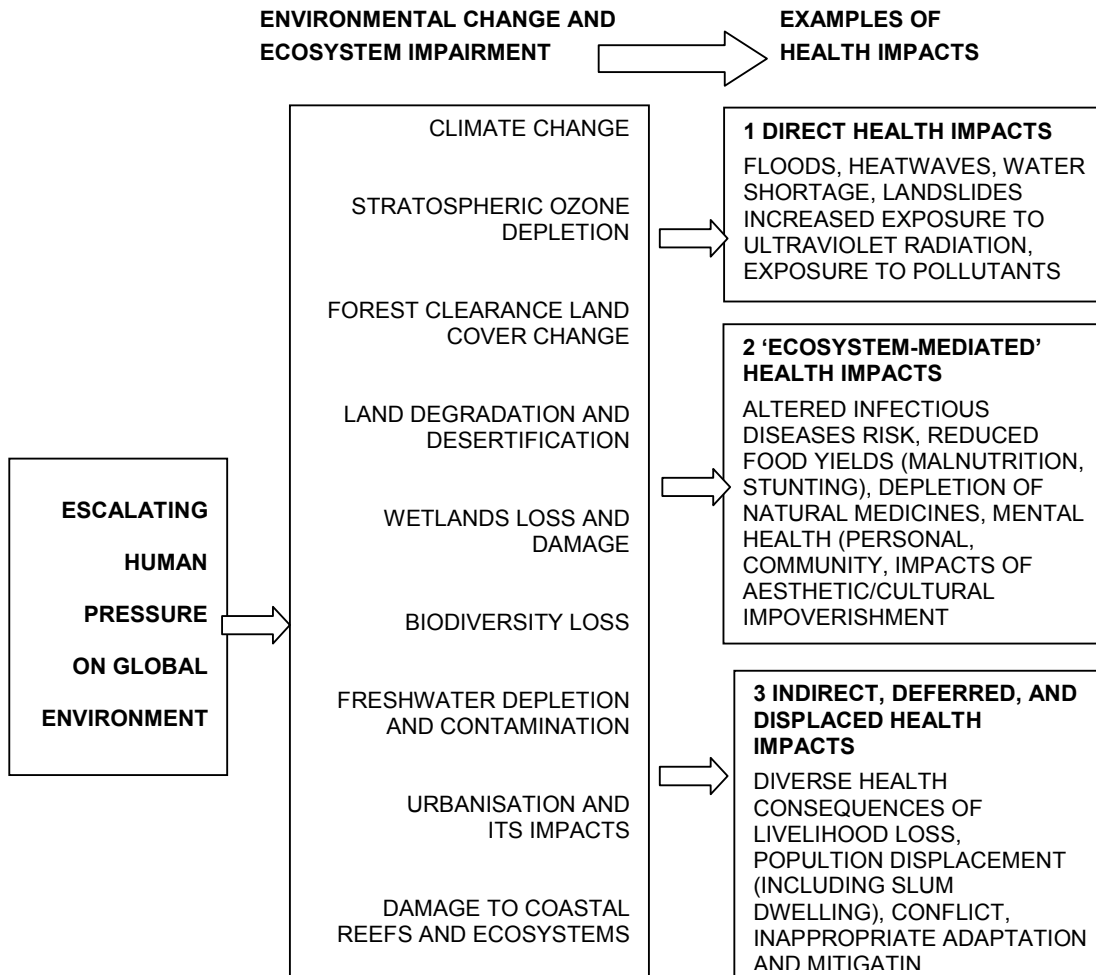 ENVIRONMENTAL CHANGE AND
ECOSYSTEM IMPAIRMENT
EXAMPLES OF
HEALTH IMPACTS
ESCALATING
HUMAN
PRESSURE
ON GLOBAL
ENVIRONMENT
CLIMATE CHANGE
STRATOSPHERIC OZONE
DEPLETION
FOREST CLEARANCE LAND
COVER CHANGE
LAND DEGRADATION AND
DESERTIFICATION
WETLANDS LOSS AND
DAMAGE
BIODIVERSITY LOSS
FRESHWATER DEPLETION
AND CONTAMINATION
URBANISATION AND
ITS IMPACTS
DAMAGE TO COASTAL
REEFS AND ECOSYSTEMS
1 DIRECT HEALTH IMPACTS
FLOODS, HEATWAVES, WATER
SHORTAGE, LANDSLIDES
INCREASED EXPOSURE TO
ULTRAVIOLET RADIATION,
EXPOSURE TO POLLUTANTS
2 ‘ECOSYSTEM-MEDIATED’
HEALTH IMPACTS
ALTERED INFECTIOUS
DISEASES RISK, REDUCED
FOOD YIELDS (MALNUTRITION,
STUNTING), DEPLETION OF
NATURAL MEDICINES, MENTAL
HEALTH (PERSONAL,
COMMUNITY, IMPACTS OF
AESTHETIC/CULTURAL
IMPOVERISHMENT
3 INDIRECT, DEFERRED, AND
DISPLACED HEALTH
IMPACTS
DIVERSE HEALTH
CONSEQUENCES OF
LIVELIHOOD LOSS,
POPULTION DISPLACEMENT
(INCLUDING SLUM
DWELLING), CONFLICT,
INAPPROPRIATE ADAPTATION
AND MITIGATIN